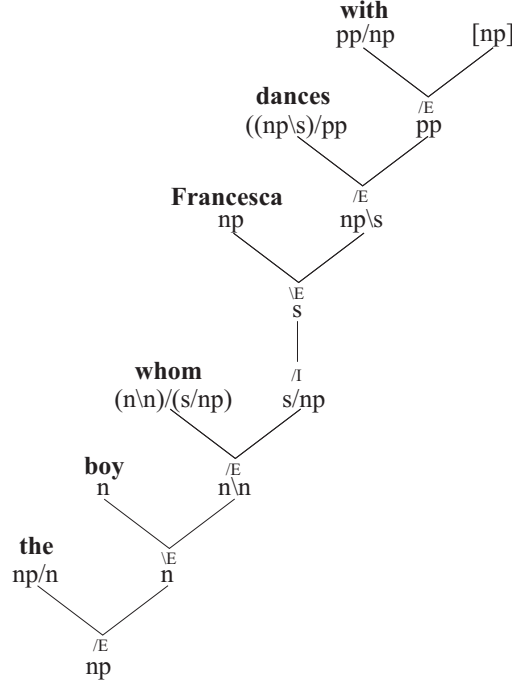 with
pp/np [np]
/E
dances pp
((np\s)/pp
/E
Francesca np\s
np
\E
s
/I
whom s/np
(n\n)/(s/np)
/E
boy n\n
n
\E
the n
np/n
/E
np